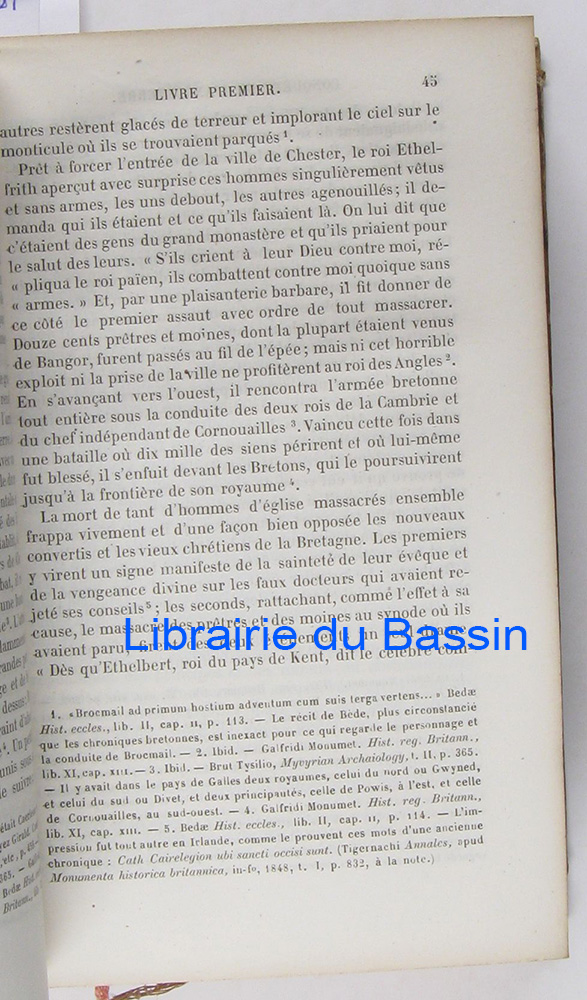 LIVRE PREMIER. 45
autres restèrent glacés de terreur et implorant le ciel sur le
monticule où ils se trouvaient parqués ¹.
Prêt à forcer l'entrée de la ville de Chester, le roi Ethel-
frith aperçut avec surprise ces hommes singulièrement vêtus
et sans armes, les uns debout, les autres agenouillés; il de-
manda qui ils étaient et ce qu'ils faisaient là. On lui dit que
c'étaient des gens du grand monastère et qu'ils priaient pour
le salut des leurs. « S'ils crient à leur Dieu contre moi, ré-
« pliqua le roi païen, ils combattent contre moi quoique sans
« armes. » Et, par une plaisanterie barbare, il fit donner de
ce côté le premier assaut avec ordre de tout massacrer.
Douze cents prêtres et moines, dont la plupart étaient venus
de Bangor, furent passés au fil de l'épée; mais ni cet horrible
exploit ni la prise de la ville ne profitèrent au roi des Angles ².
En s'avançant vers l'ouest, il rencontra l'armée bretonne
tout entière sous la conduite des deux rois de la Cambrie et
du chef indépendant de Cornouailles ³. Vaincu cette fois dans
une bataille où dix mille des siens périrent et où lui-même
fut blessé, il s'enfuit devant les Bretons, qui le poursuivirent
jusqu'à la frontière de son royaume ⁴.
La mort de tant d'hommes d'église massacrés ensemble
frappa vivement et d'une façon bien opposée les nouveaux
convertis et les vieux chrétiens de la Bretagne. Les premiers
y virent un signe manifeste de la sainteté de leur évêque et
de la vengeance divine sur les faux docteurs qui avaient re-
jeté ses conseils ⁵; les seconds, rattachant, comme l'effet à sa
cause, le massacre des prêtres et des moines au synode où ils
avaient paru, des deux
« Dès qu'Ethelbert, roi du pays de Kent, dit le célèbre com-
Librairie du Bassin
1. «Brocmail ad primum hostium adventum cum suis terga vertens... » Bedæ
Hist. eccles., lib. II, cap. II, p. 113. — Le récit de Bède, plus circonstancié
que les chroniques bretonnes, est inexact pour ce qui regarde le personnage et
la conduite de Brocmail. — 2. Ibid. — Galfridi Monumet. Hist. reg. Britann.,
lib. XI, cap. XIII. — 3. Ibid. — Brut Tysilio, Myvyrian Archaiology, t. II, p. 365.
— Il y avait dans le pays de Galles deux royaumes, celui du nord ou Gwyned,
et celui du sud ou Divet, et deux principautés, celle de Powis, à l'est, et celle
de Cornouailles, au sud-ouest. — 4. Galfridi Monumet. Hist. reg. Britann.,
lib. XI, cap. XIII. — 5. Bedæ Hist. eccles., lib. II, cap. II, p. 114. — L'im-
pression fut tout autre en Irlande, comme le prouvent ces mots d'une ancienne
chronique : Cath Cairelegion ubi sancti occisi sunt. (Tigernachi Annales, apud
Monumenta historica britannica, in-f°, 1848, t. I, p. 832, à la note.)